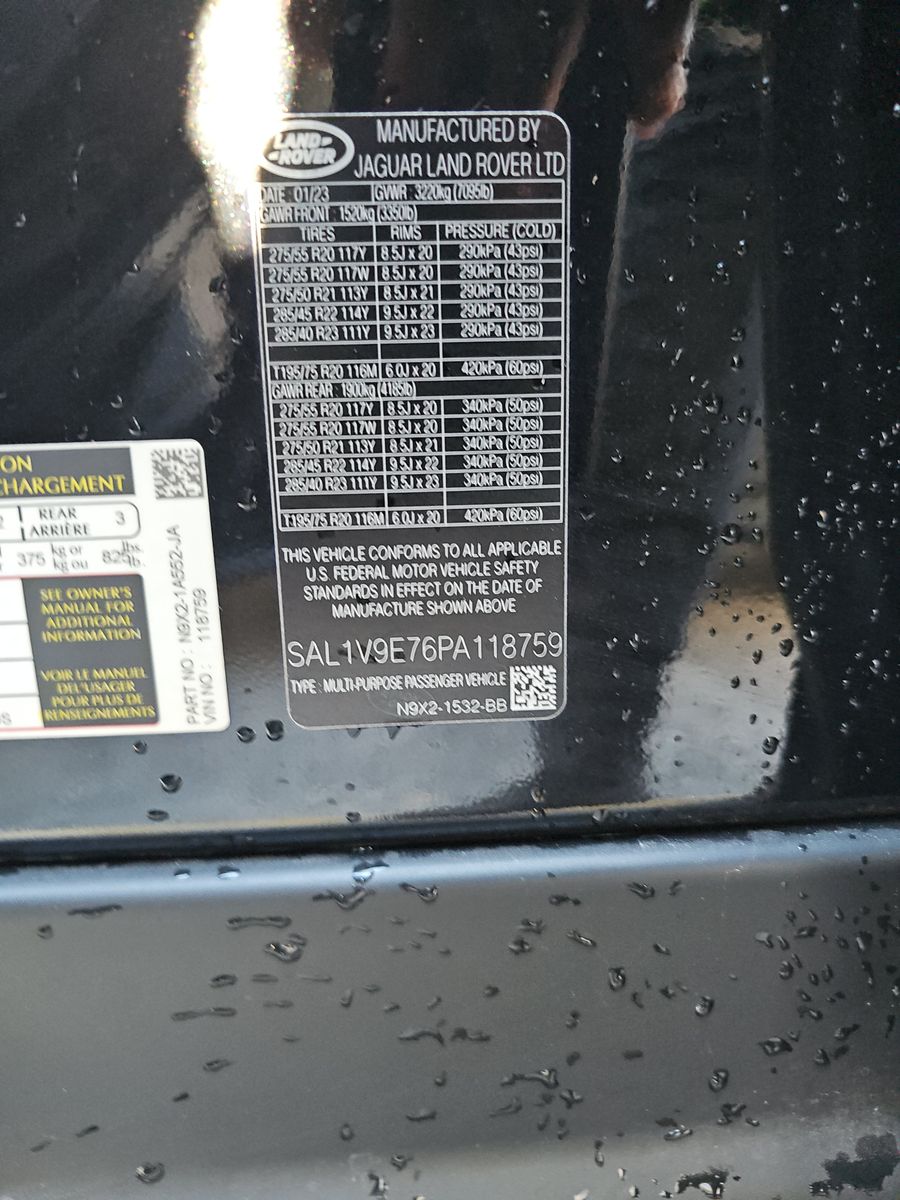 LAND-
-ROVER
MANUFACTURED BY
JAGUAR LAND ROVER LTD
DATE : 01/23 GVWR : 3220kg (7095lb)
GAWR FRONT : 1520kg (3350lb)
TIRES RIMS PRESSURE (COLD)
275/55 R20 117Y 8.5J x 20 290kPa (43psi)
275/55 R20 117W 8.5J x 20 290kPa (43psi)
275/50 R21 113Y 8.5J x 21 290kPa (43psi)
285/45 R22 114Y 9.5J x 22 290kPa (43psi)
285/40 R23 111Y 9.5J x 23 290kPa (43psi)
T195/75 R20 116M 6.0J x 20 420kPa (60psi)
GAWR REAR : 1900kg (4185lb)
275/55 R20 117Y 8.5J x 20 340kPa (50psi)
275/55 R20 117W 8.5J x 20 340kPa (50psi)
275/50 R21 113Y 8.5J x 21 340kPa (50psi)
285/45 R22 114Y 9.5J x 22 340kPa (50psi)
285/40 R23 111Y 9.5J x 23 340kPa (50psi)
T195/75 R20 116M 6.0J x 20 420kPa (60psi)
THIS VEHICLE CONFORMS TO ALL APPLICABLE
U.S. FEDERAL MOTOR VEHICLE SAFETY
STANDARDS IN EFFECT ON THE DATE OF
MANUFACTURE SHOWN ABOVE
SAL1V9E76PA118759
TYPE : MULTI-PURPOSE PASSENGER VEHICLE
N9X2-1532-BB
ON
CHARGEMENT
2 REAR 3
ARRIÈRE
375 kg or 825 lbs.
kg ou lb.
SEE OWNER'S
MANUAL FOR
ADDITIONAL
INFORMATION
VOIR LE MANUEL
DEL'USAGER
POUR PLUS DE
RENSEIGNEMENTS
PART NO : N9X2-1A552-JA
VIN NO : 118759